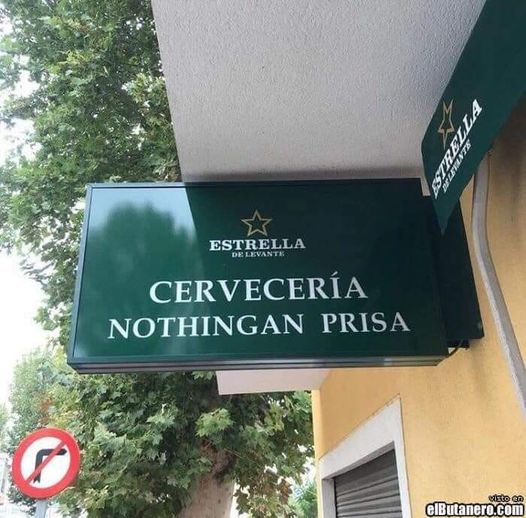 ESTRELLA
DE LEVANTE
ESTRELLA
DE LEVANTE
CERVECERÍA
NOTHINGAN PRISA
visto en
elButanero.com